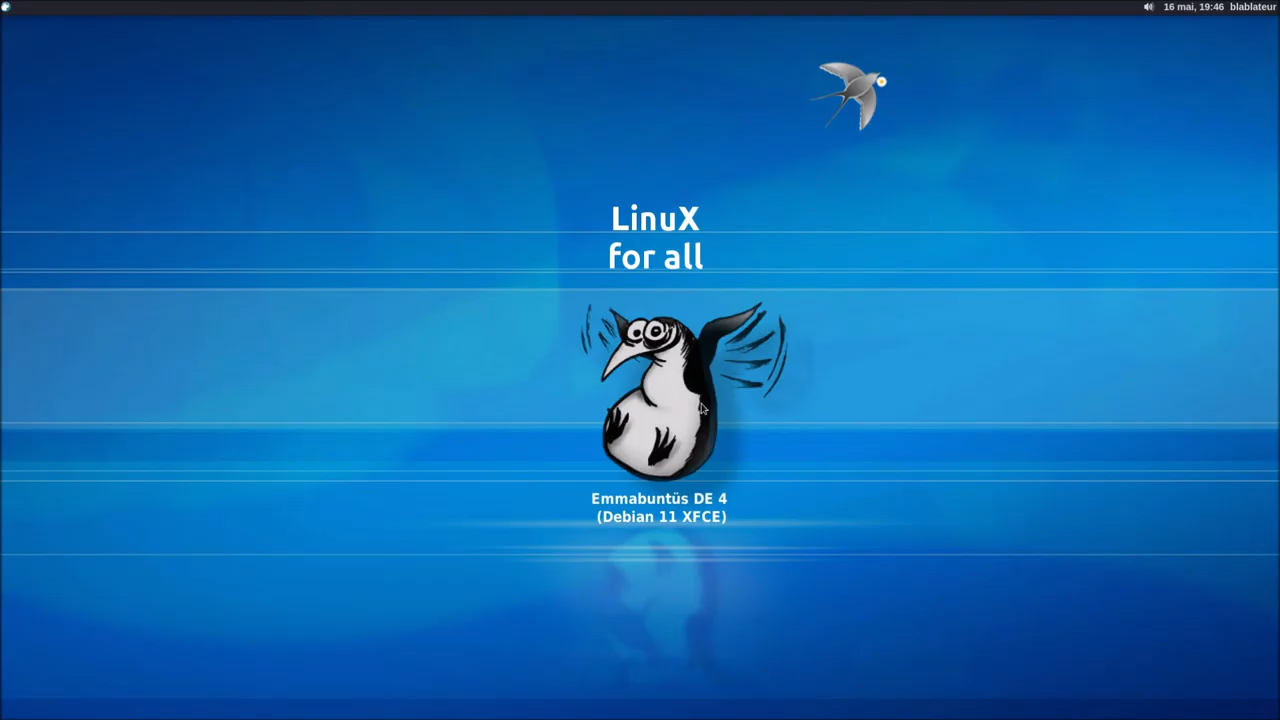 16 mai, 19:46 blablateur
LinuX
for all
Emmabuntüs DE 4
(Debian 11 XFCE)